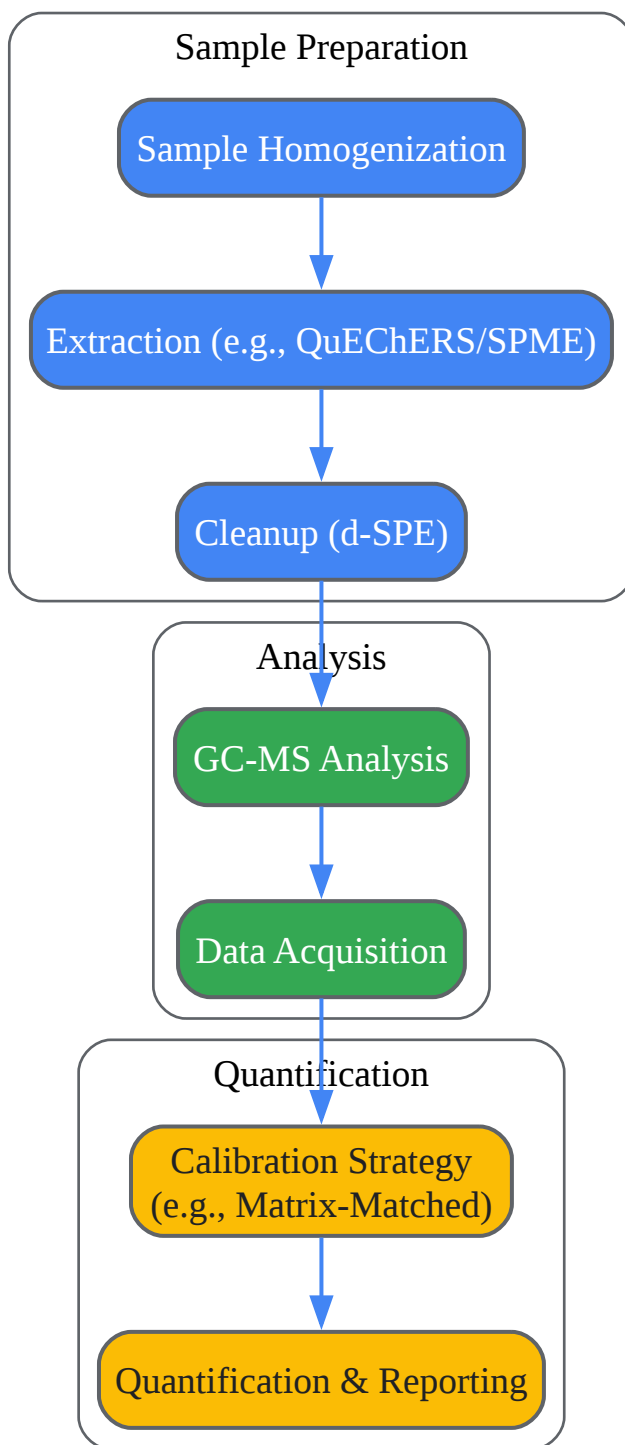 Sample Preparation
Sample Homogenization
Extraction (e.g., QuEChERS/SPME)
Cleanup (d-SPE)
Analysis
GC-MS Analysis
Data Acquisition
Quantification
Calibration Strategy
(e.g., Matrix-Matched)
Quantification & Reporting